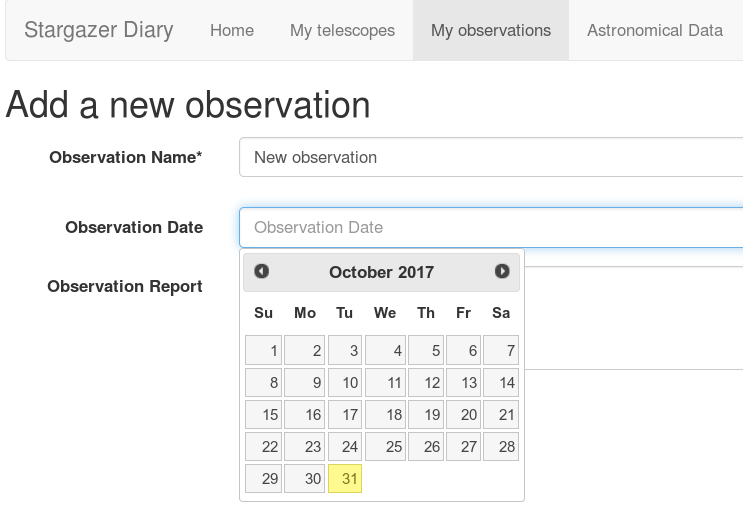 Stargazer Diary Home My telescopes My observations Astronomical Data
Add a new observation
Observation Name* New observation
Observation Date Observation Date
October 2017
Observation Report
Su Mo Tu We Th Fr Sa
1 2 3 4 5 6 7
8 9 10 11 12 13 14
15 16 17 18 19 20 21
22 23 24 25 26 27 28
29 30 31